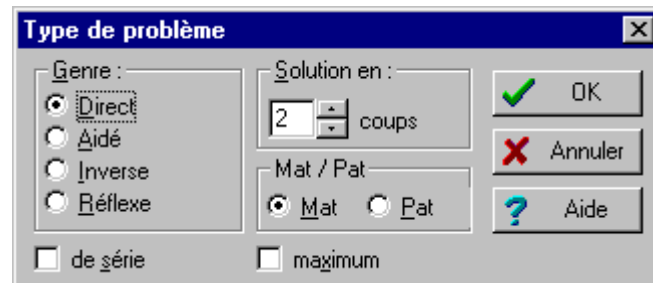 Type de problème
Genre :
Direct
Aidé
Inverse
Réflexe
Solution en :
2 coups
Mat / Pat
Mat Pat
OK
Annuler
Aide
de série
maximum